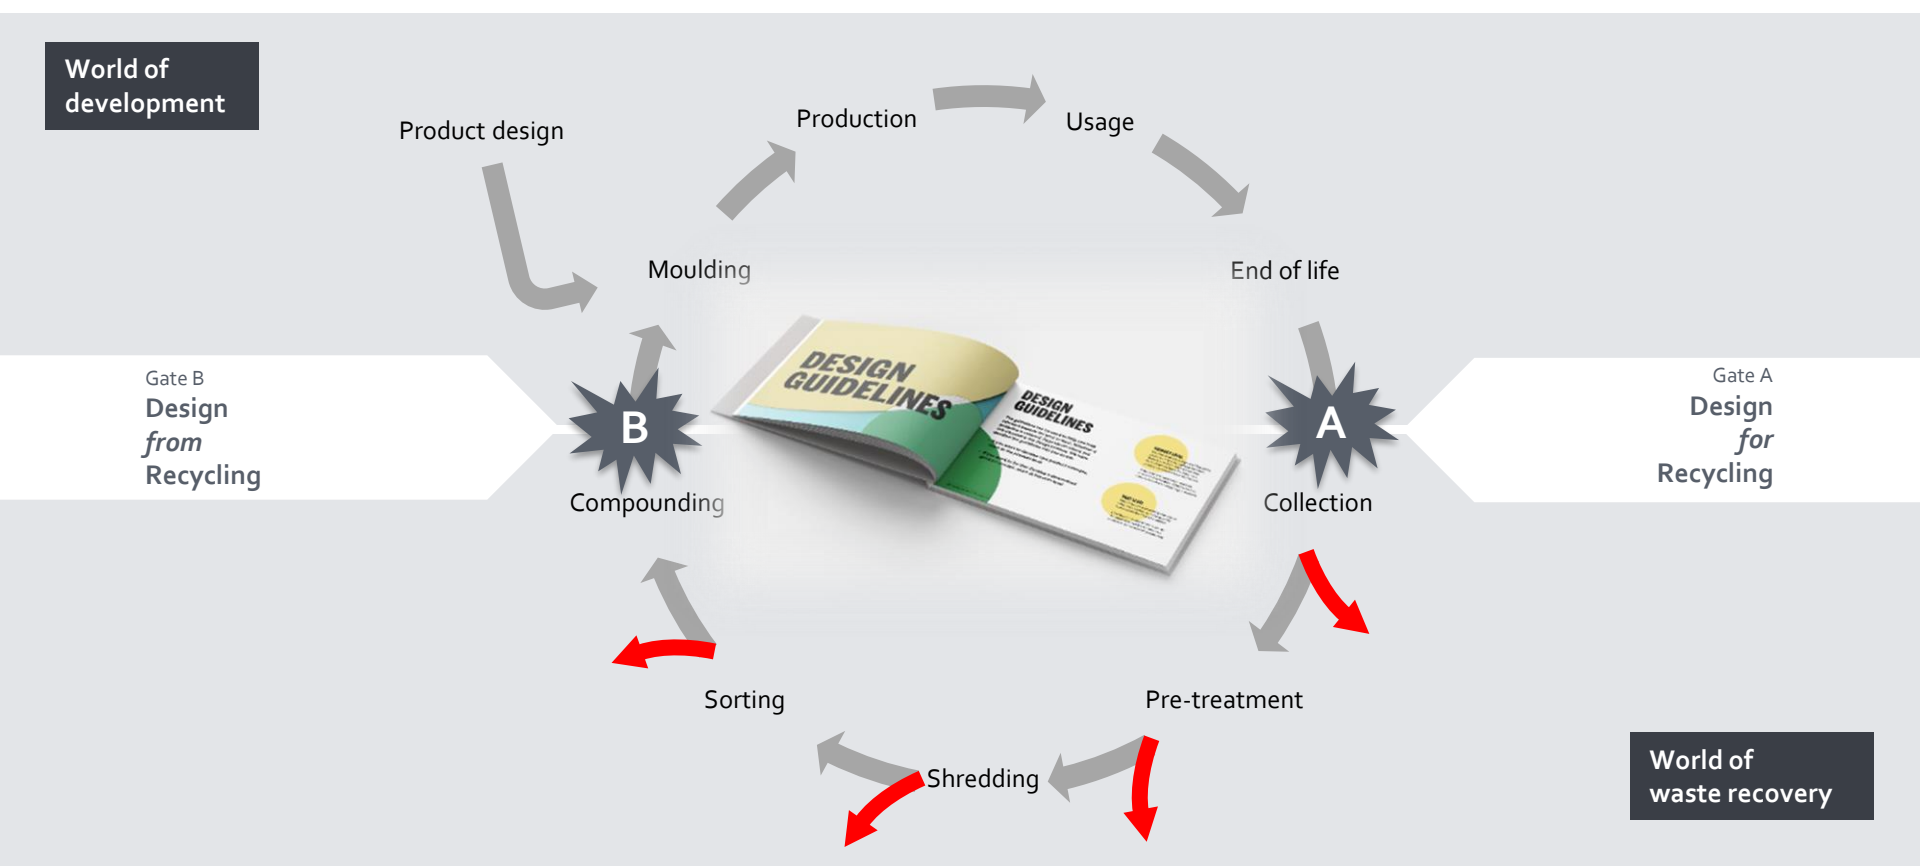 World of
development
Product design
Production
Usage
Moulding
End of life
Gate B
Design
from
Recycling
B
DESIGN
GUIDELINES
DESIGN
GUIDELINES
A
Gate A
Design
for
Recycling
Compounding
Collection
Sorting
Pre-treatment
Shredding
World of
waste recovery